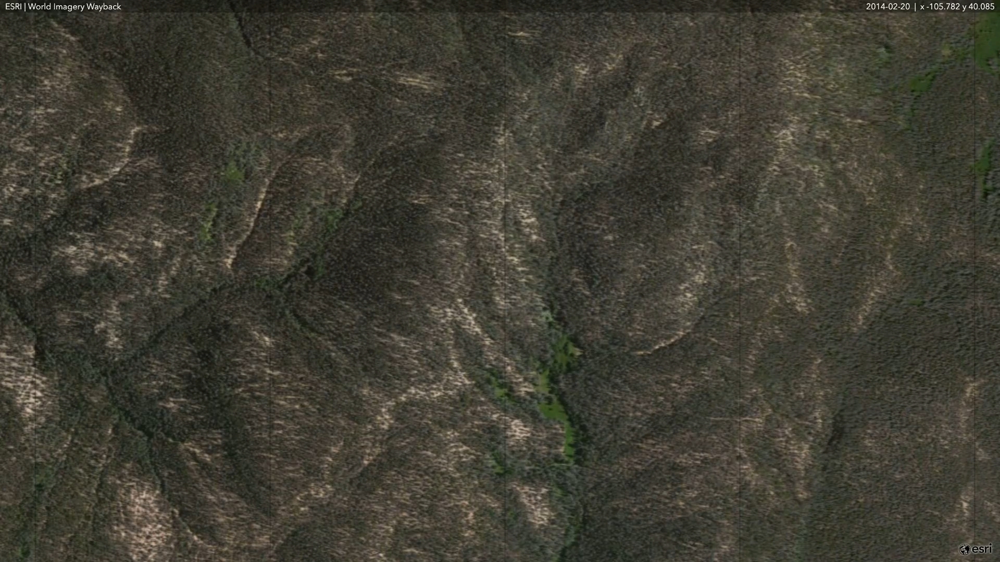 ESRI | World Imagery Wayback
2014-02-20 | x -105.782 y 40.085
esri